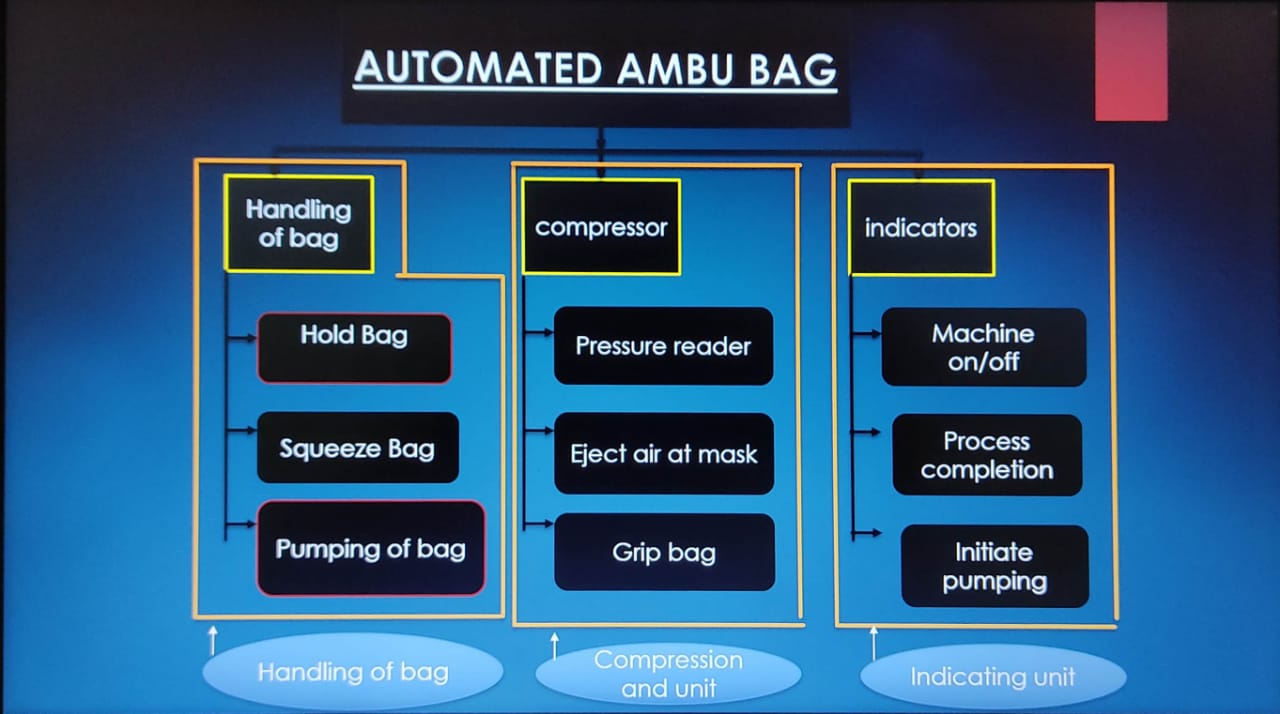 AUTOMATED AMBU BAG
Handling
of bag
Hold Bag
Squeeze Bag
Pumping of bag
Handling of bag
compressor
Pressure reader
Eject air at mask
Grip bag
Compression
and unit
indicators
Machine
on/off
Process
completion
Initiate
pumping
Indicating unit